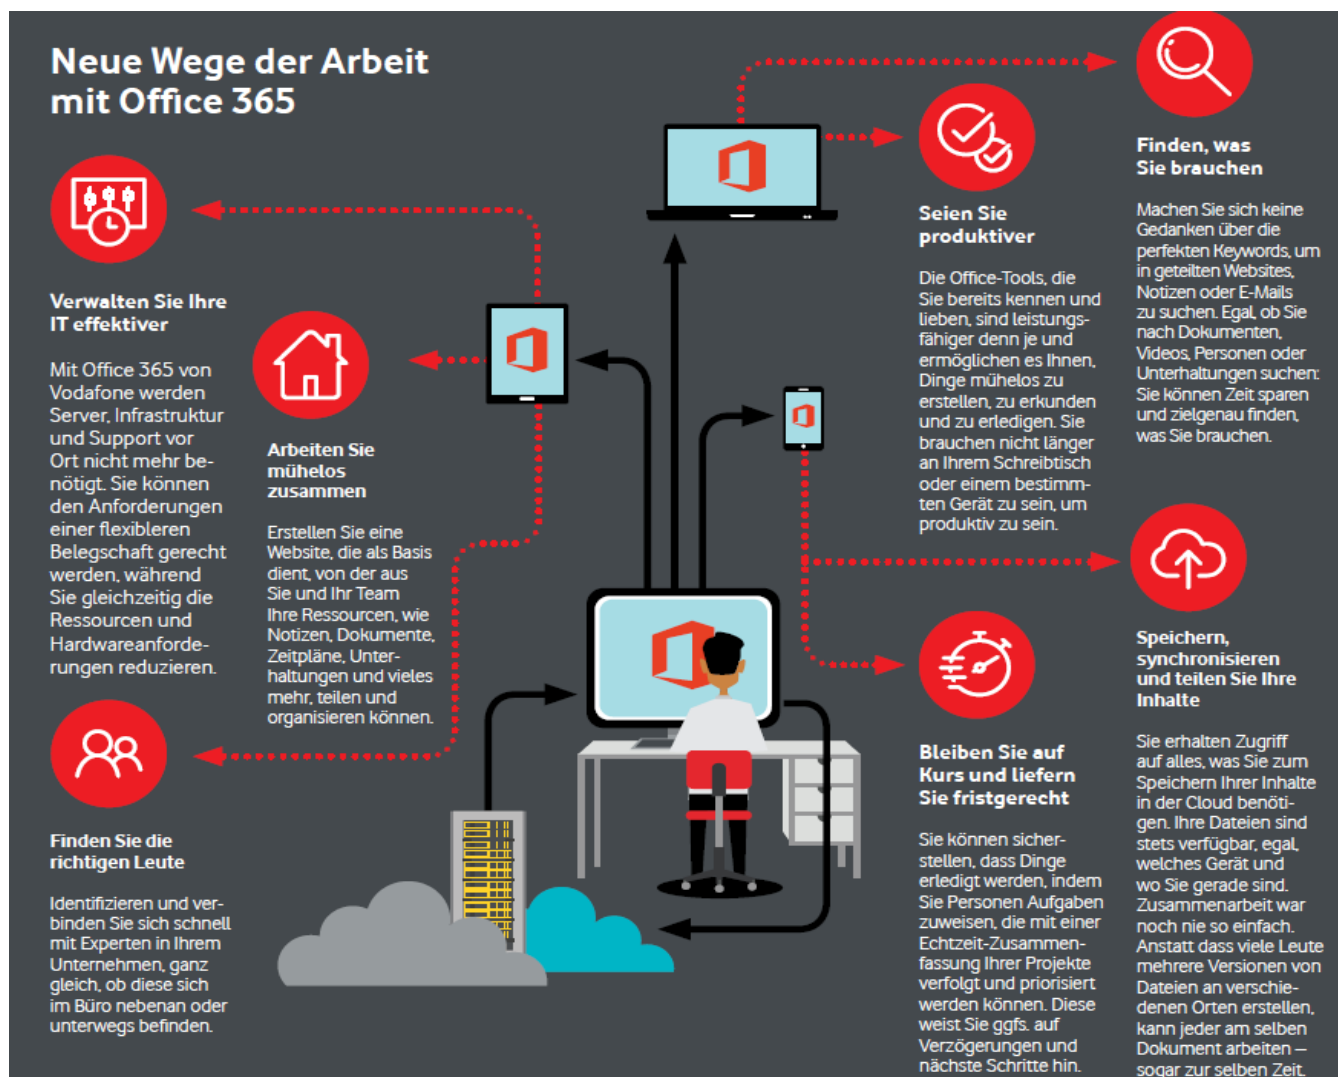 Neue Wege der Arbeit
mit Office 365
Verwalten Sie Ihre
IT effektiver
Mit Office 365 von
Vodafone werden
Server, Infrastruktur
und Support vor
Ort nicht mehr be-
nötigt. Sie können
den Anforderungen
einer flexibleren
Belegschaft gerecht
werden, während
Sie gleichzeitig die
Ressourcen und
Hardwareanforde-
rungen reduzieren.
Finden Sie die
richtigen Leute
Identifizieren und ver-
binden Sie sich schnell
mit Experten in Ihrem
Unternehmen, ganz
gleich, ob diese sich
im Büro nebenan oder
unterwegs befinden.
Arbeiten Sie
mühelos
zusammen
Erstellen Sie eine
Website, die als Basis
dient, von der aus
Sie und Ihr Team
Ihre Ressourcen, wie
Notizen, Dokumente,
Zeitpläne, Unter-
haltungen und vieles
mehr, teilen und
organisieren können.
Seien Sie
produktiver
Die Office-Tools, die
Sie bereits kennen und
lieben, sind leistungs-
fähiger denn je und
ermöglichen es Ihnen,
Dinge mühelos zu
erstellen, zu erkunden
und zu erledigen. Sie
brauchen nicht länger
an Ihrem Schreibtisch
oder einem bestimm-
ten Gerät zu sein, um
produktiv zu sein.
Bleiben Sie auf
Kurs und liefern
Sie fristgerecht
Sie können sicher-
stellen, dass Dinge
erledigt werden, indem
Sie Personen Aufgaben
zuweisen, die mit einer
Echtzeit-Zusammen-
fassung Ihrer Projekte
verfolgt und priorisiert
werden können. Diese
weist Sie ggfs. auf
Verzögerungen und
nächste Schritte hin.
Finden, was
Sie brauchen
Machen Sie sich keine
Gedanken über die
perfekten Keywords, um
in geteilten Websites,
Notizen oder E-Mails
zu suchen. Egal, ob Sie
nach Dokumenten,
Videos, Personen oder
Unterhaltungen suchen:
Sie können Zeit sparen
und zielgenau finden,
was Sie brauchen.
Speichern,
synchronisieren
und teilen Sie Ihre
Inhalte
Sie erhalten Zugriff
auf alles, was Sie zum
Speichern Ihrer Inhalte
in der Cloud benöti-
gen. Ihre Dateien sind
stets verfügbar, egal,
welches Gerät und
wo Sie gerade sind.
Zusammenarbeit war
noch nie so einfach.
Anstatt dass viele Leute
mehrere Versionen von
Dateien an verschie-
denen Orten erstellen,
kann jeder am selben
Dokument arbeiten –
sogar zur selben Zeit.